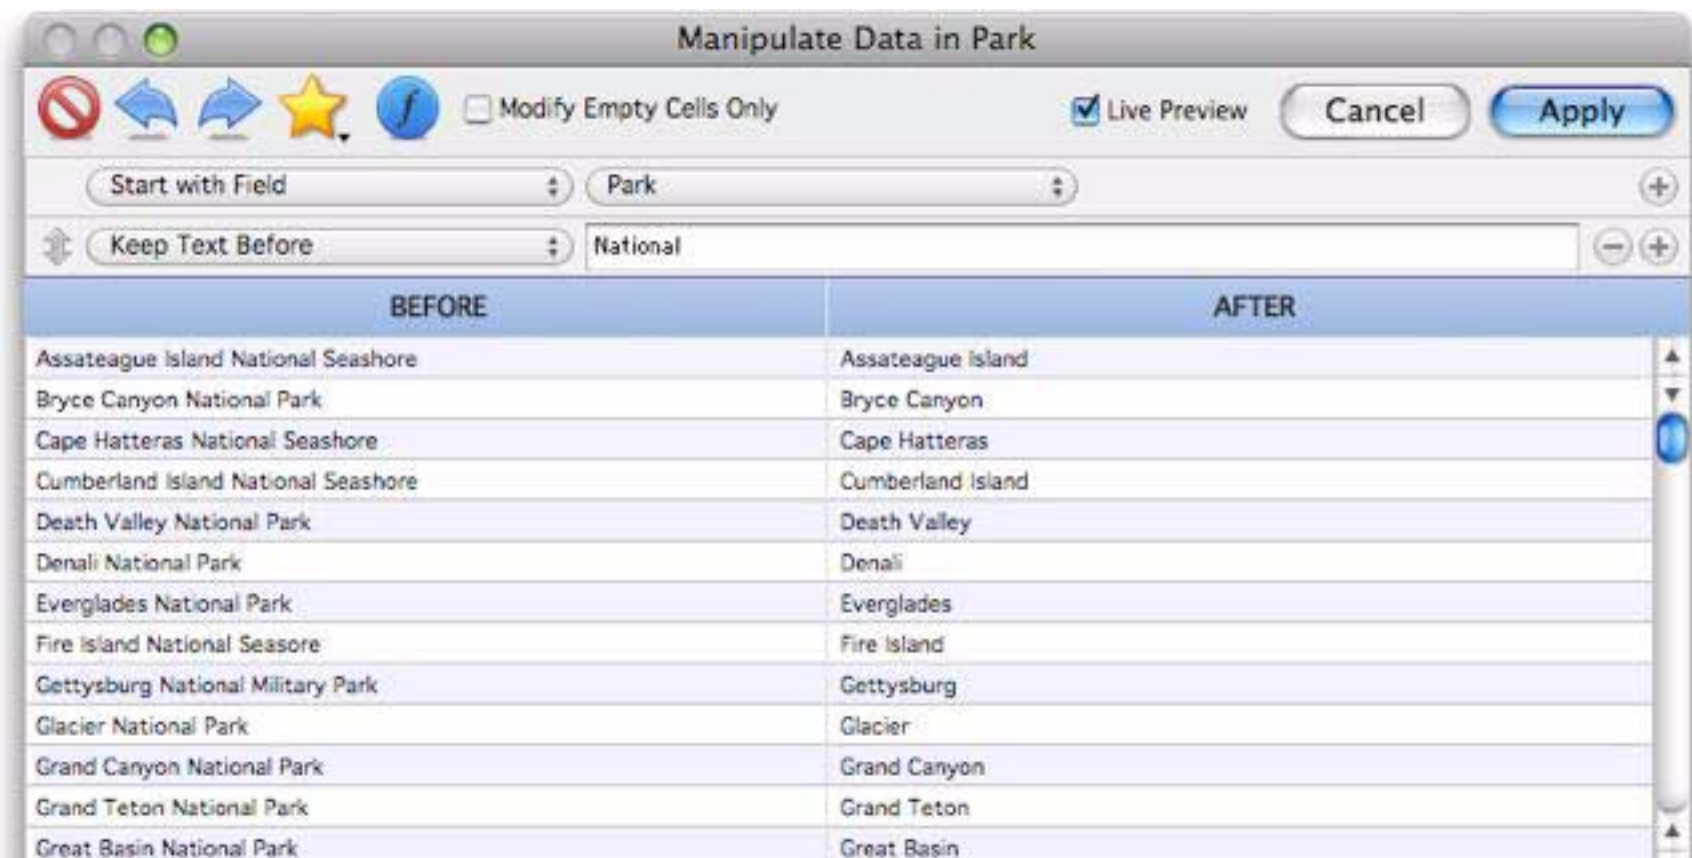 Manipulate Data in Park
Modify Empty Cells Only Live Preview Cancel Apply
Start with Field Park
Keep Text Before National
BEFORE AFTER
Assateague Island National Seashore Assateague Island
Bryce Canyon National Park Bryce Canyon
Cape Hatteras National Seashore Cape Hatteras
Cumberland Island National Seashore Cumberland Island
Death Valley National Park Death Valley
Denali National Park Denali
Everglades National Park Everglades
Fire Island National Seasore Fire Island
Gettysburg National Military Park Gettysburg
Glacier National Park Glacier
Grand Canyon National Park Grand Canyon
Grand Teton National Park Grand Teton
Great Basin National Park Great Basin